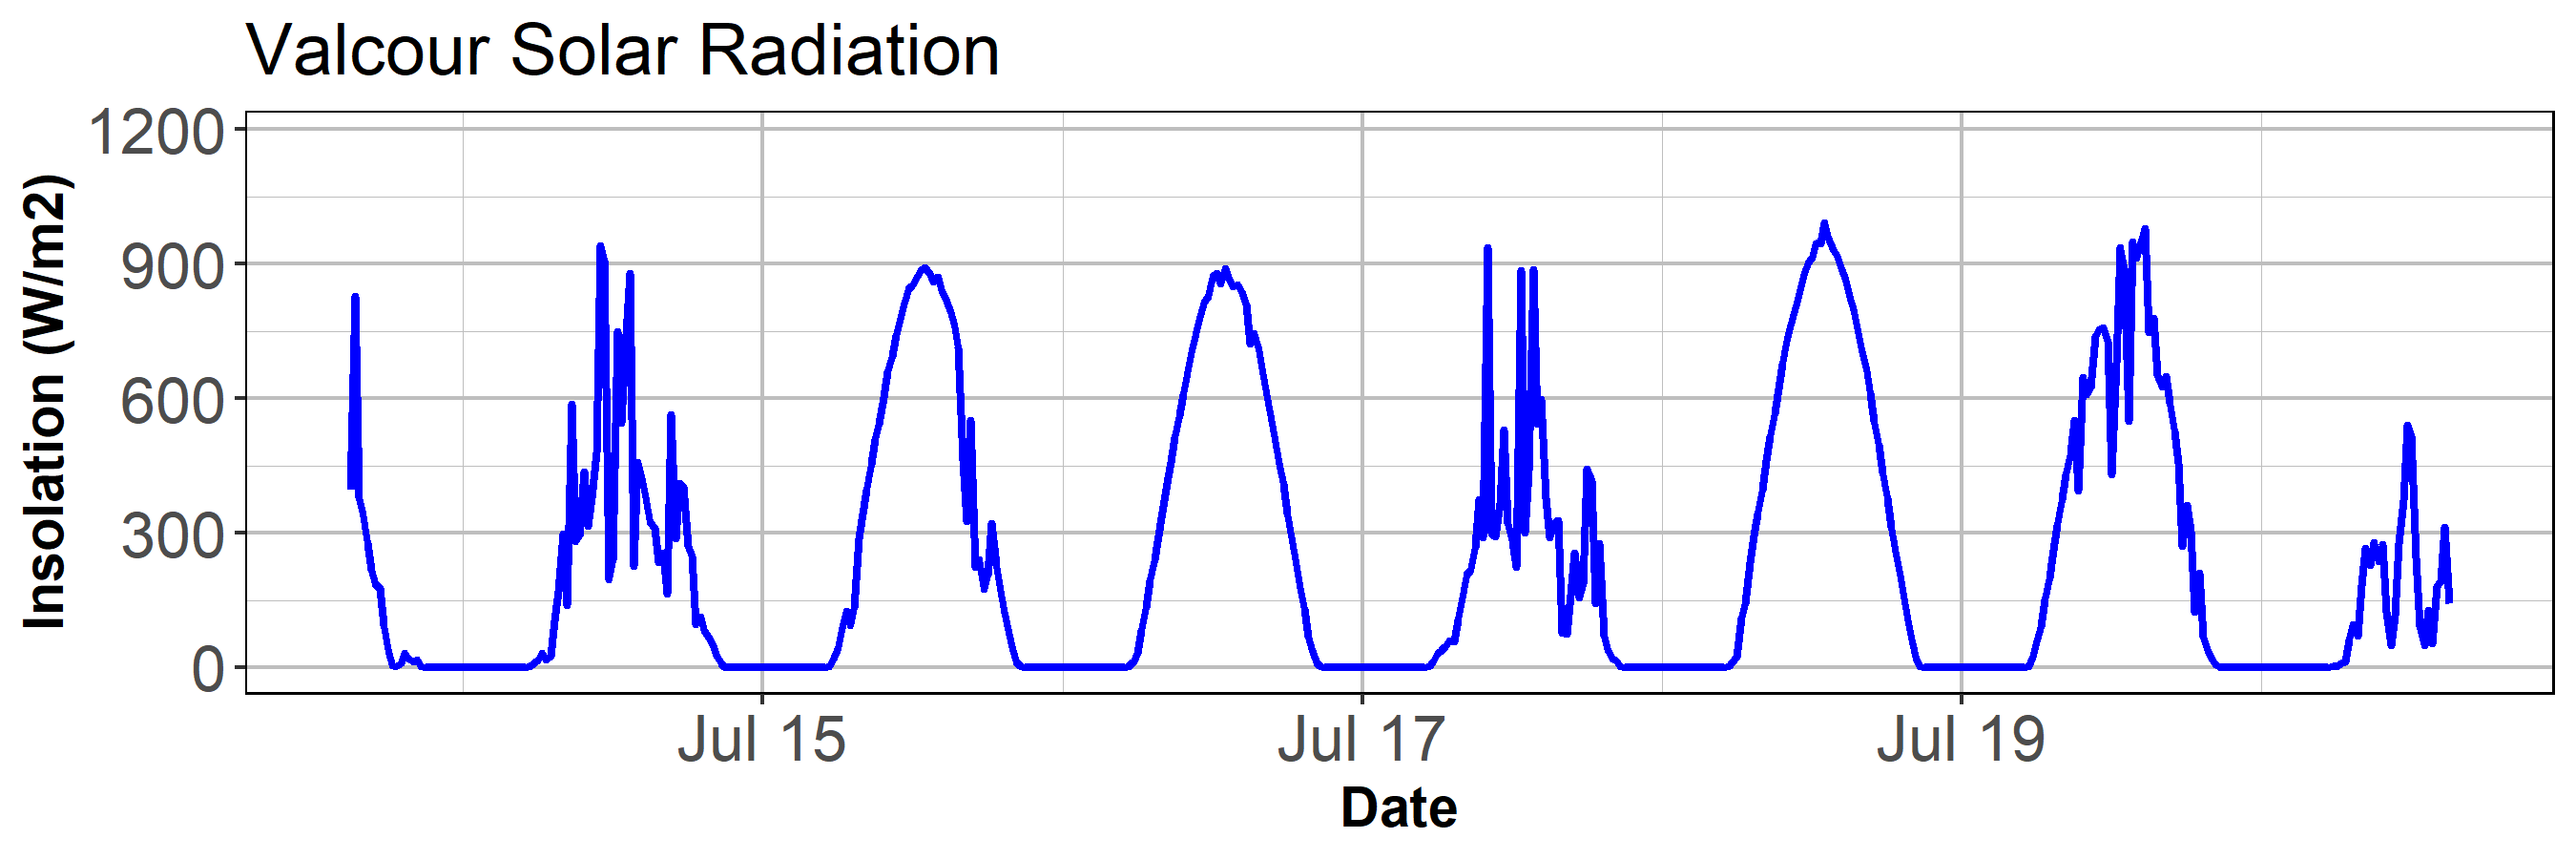 Valcour Solar Radiation
1200
900
600
300
0
Insolation (W/m2)
Jul 15
Jul 17
Jul 19
Date